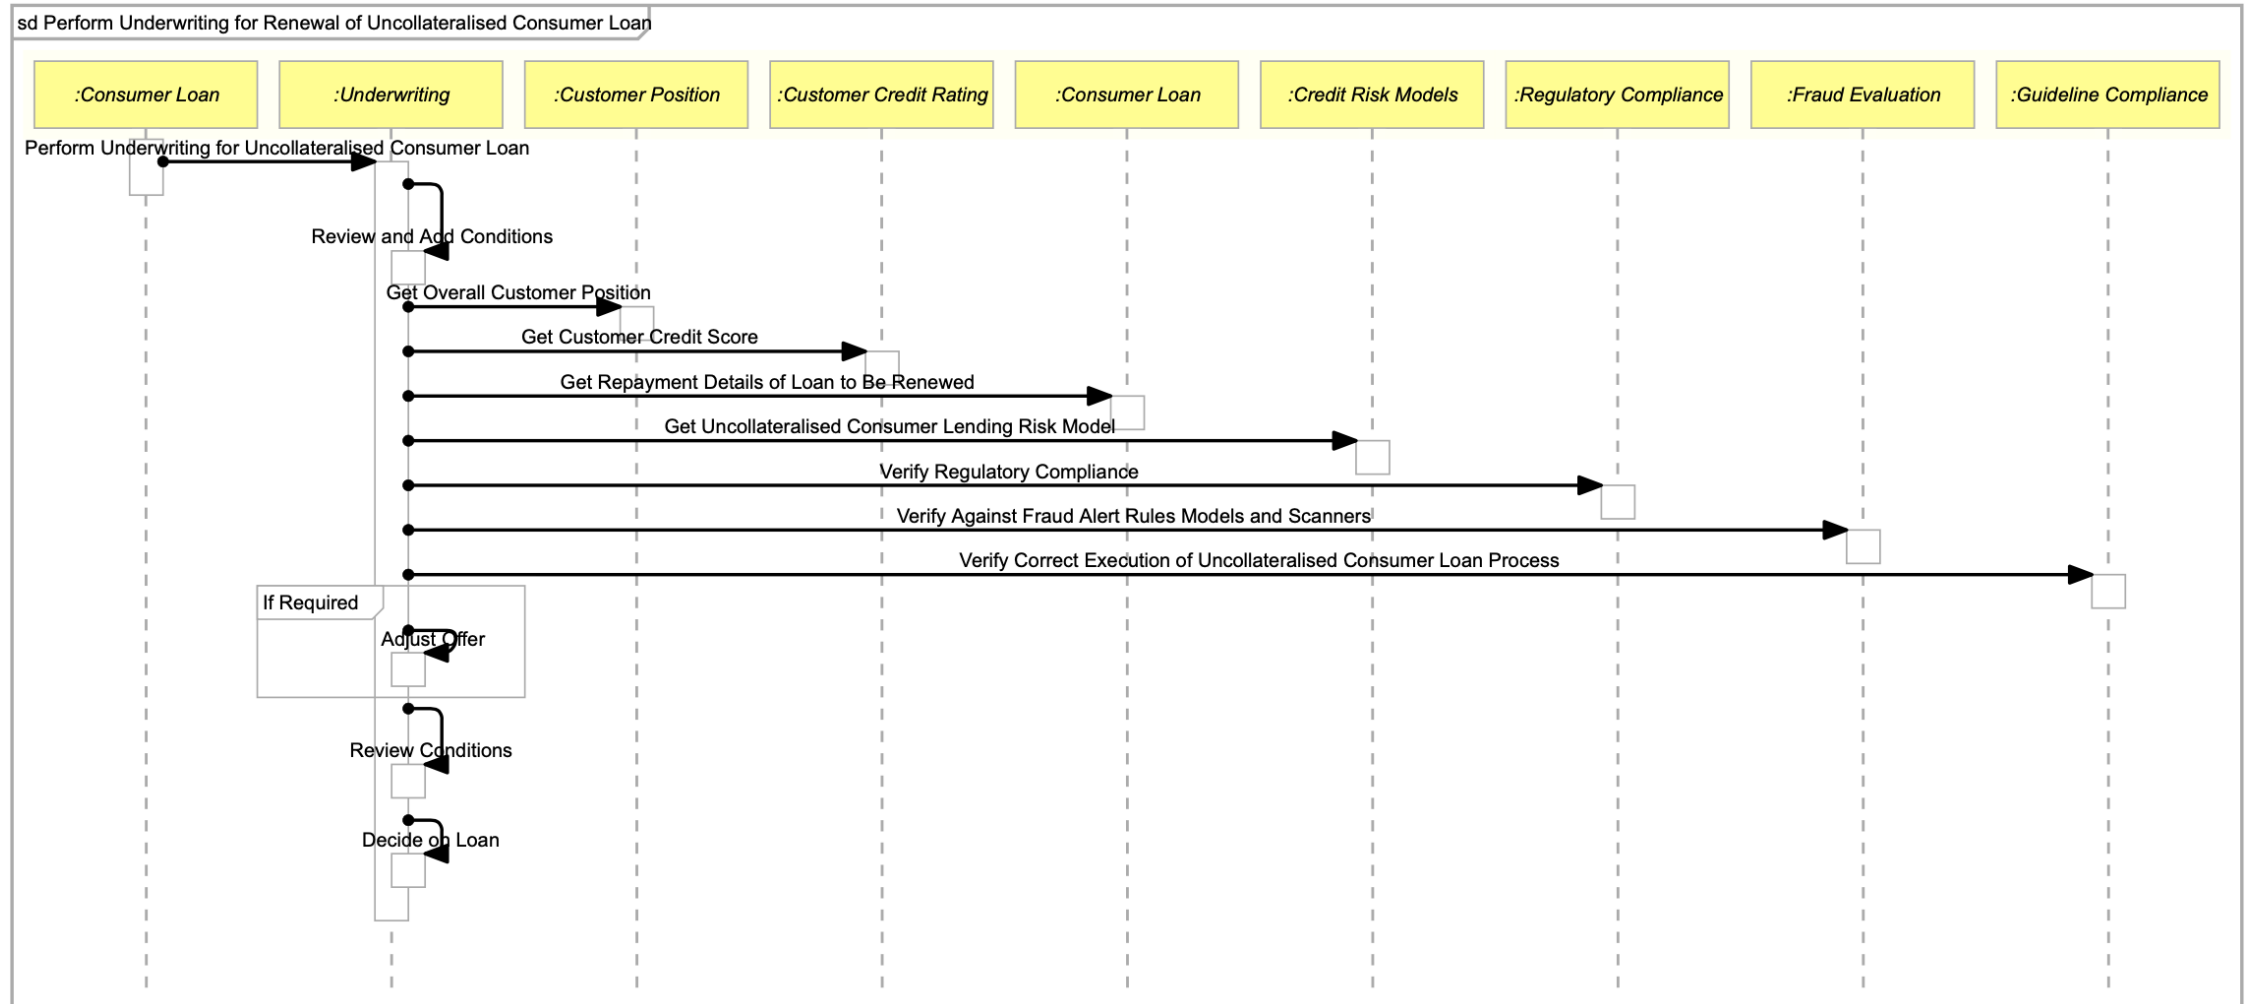 sd Perform Underwriting for Renewal of Uncollateralised Consumer Loan
:Consumer Loan
:Underwriting
:Customer Position
:Customer Credit Rating
:Consumer Loan
:Credit Risk Models
:Regulatory Compliance
:Fraud Evaluation
:Guideline Compliance
Perform Underwriting for Uncollateralised Consumer Loan
Review and Add Conditions
Get Overall Customer Position
Get Customer Credit Score
Get Repayment Details of Loan to Be Renewed
Get Uncollateralised Consumer Lending Risk Model
Verify Regulatory Compliance
Verify Against Fraud Alert Rules Models and Scanners
Verify Correct Execution of Uncollateralised Consumer Loan Process
If Required
Adjust Offer
Review Conditions
Decide on Loan